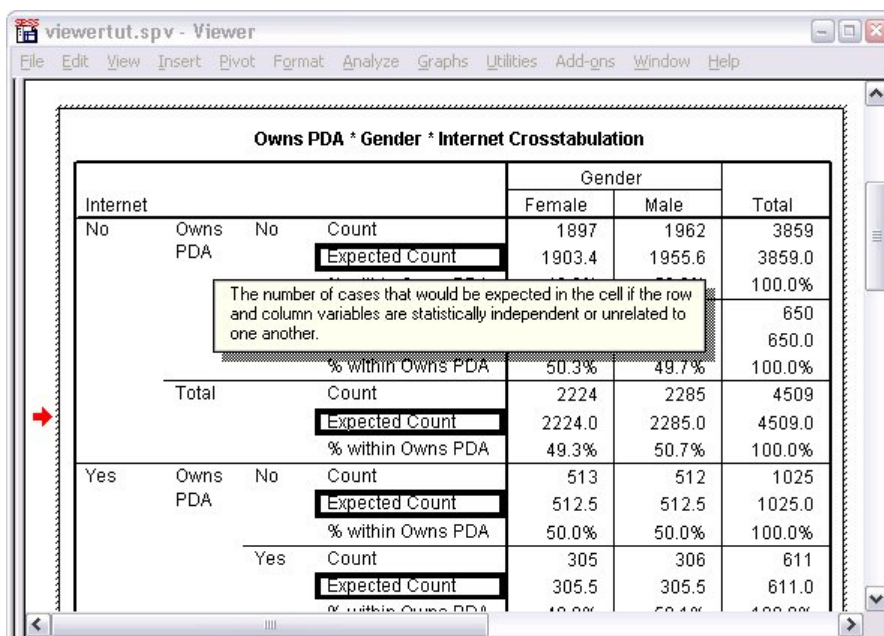 viewertut.spv - Viewer
File Edit View Insert Pivot Format Analyze Graphs Utilities Add-ons Window Help
Owns PDA * Gender * Internet Crosstabulation
Gender
Internet Female Male Total
No Owns PDA No Count 1897 1962 3859
Expected Count 1903.4 1955.6 3859.0
100.0%
The number of cases that would be expected in the cell if the row
and column variables are statistically independent or unrelated to
one another.
650
650.0
% within Owns PDA 50.3% 49.7% 100.0%
Total Count 2224 2285 4509
Expected Count 2224.0 2285.0 4509.0
% within Owns PDA 49.3% 50.7% 100.0%
Yes Owns PDA No Count 513 512 1025
Expected Count 512.5 512.5 1025.0
% within Owns PDA 50.0% 50.0% 100.0%
Yes Count 305 306 611
Expected Count 305.5 305.5 611.0
% within Owns PDA